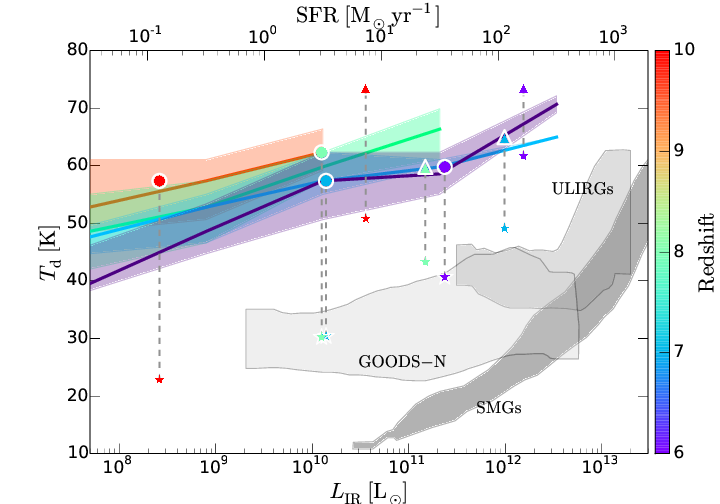 SFR [M⊙ yr⁻¹]
10⁻¹ 10⁰ 10¹ 10² 10³
80
70
60
50
40
30
20
10
T_d [K]
ULIRGs
GOODS−N
SMGs
10⁸ 10⁹ 10¹⁰ 10¹¹ 10¹² 10¹³
L_IR [L⊙]
10
9
8
7
6
Redshift